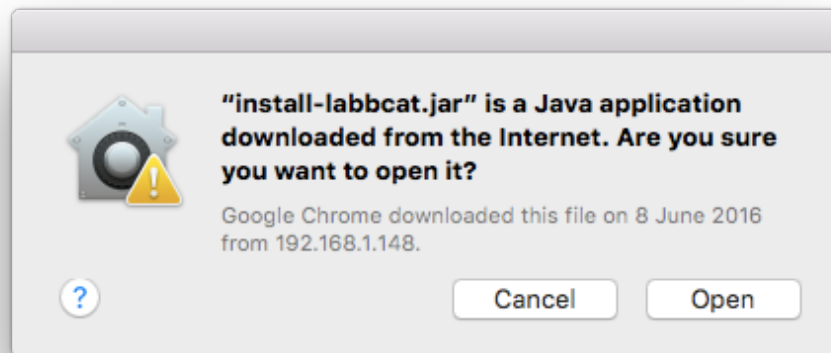 “install-labbcat.jar” is a Java application
downloaded from the Internet. Are you sure
you want to open it?
Google Chrome downloaded this file on 8 June 2016
from 192.168.1.148.
?
Cancel
Open